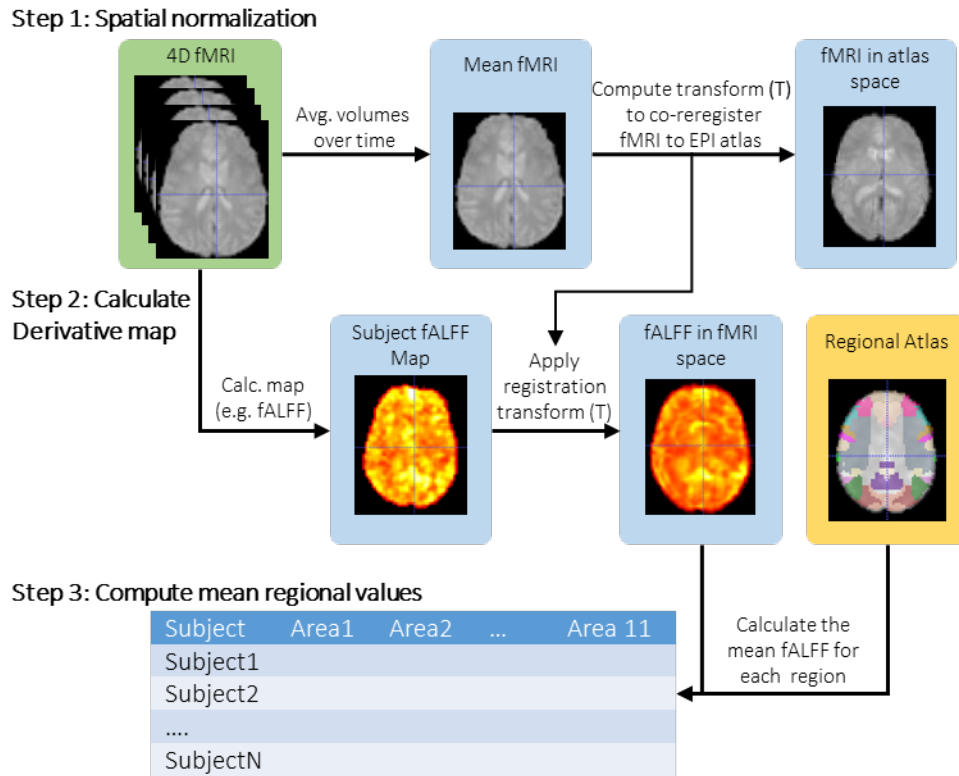 Step 1: Spatial normalization
4D fMRI
Mean fMRI
fMRI in atlas
space
Avg. volumes
over time
Compute transform (T)
to co-reregister
fMRI to EPI atlas
Step 2: Calculate
Derivative map
Subject fALFF
Map
fALFF in fMRI
space
Regional Atlas
Calc. map
(e.g. fALFF)
Apply
registration
transform (T)
Step 3: Compute mean regional values
Subject Area1 Area2 ... Area 11
Subject1
Subject2
....
SubjectN
Calculate the
mean fALFF for
each region